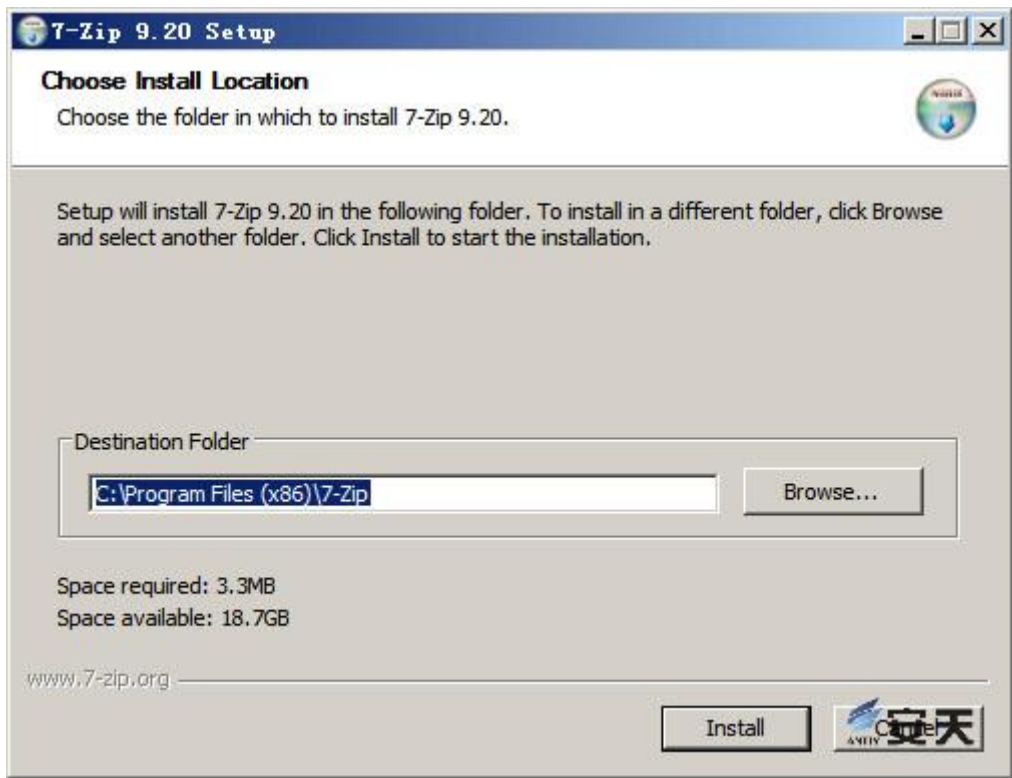 7-Zip 9.20 Setup
Choose Install Location
Choose the folder in which to install 7-Zip 9.20.
Setup will install 7-Zip 9.20 in the following folder. To install in a different folder, click Browse
and select another folder. Click Install to start the installation.
Destination Folder
C:\Program Files (x86)\7-Zip
Browse...
Space required: 3.3MB
Space available: 18.7GB
www.7-zip.org
Install
安天